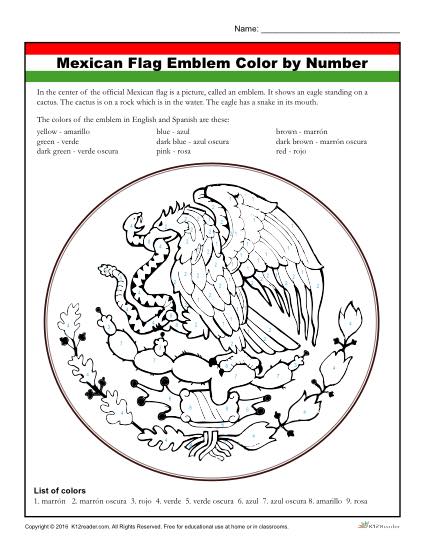 Name: ____________________________
Mexican Flag Emblem Color by Number
In the center of the official Mexican flag is a picture, called an emblem. It shows an eagle standing on a
cactus. The cactus is on a rock which is in the water. The eagle has a snake in its mouth.
The colors of the emblem in English and Spanish are these:
yellow - amarillo blue - azul brown - marrón
green - verde dark blue - azul oscura dark brown - marrón oscura
dark green - verde oscura pink - rosa red - rojo
List of colors
1. marrón 2. marrón oscura 3. rojo 4. verde 5. verde oscura 6. azul 7. azul oscura 8. amarillo 9. rosa
Copyright © 2016 K12reader.com. All Rights Reserved. Free for educational use at home or in classrooms.
K12Reader